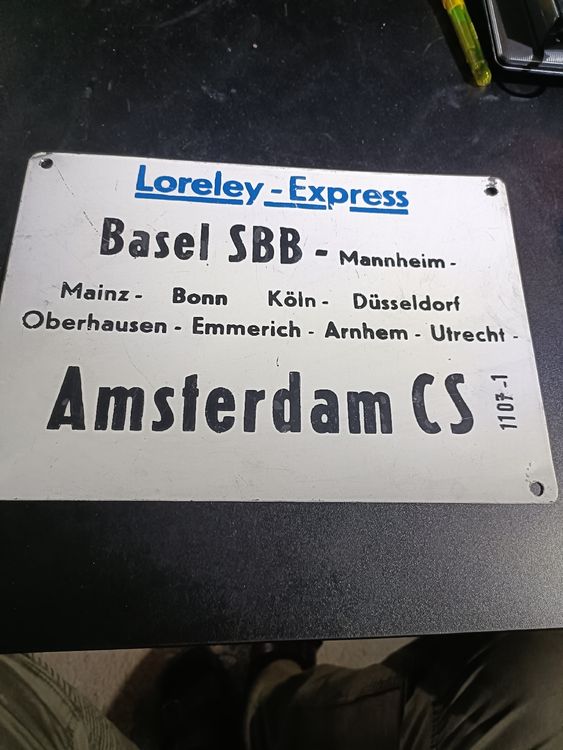 Loreley - Express
Basel SBB - Mannheim -
Mainz - Bonn Köln - Düsseldorf
Oberhausen - Emmerich - Arnhem - Utrecht -
Amsterdam CS
1107-1